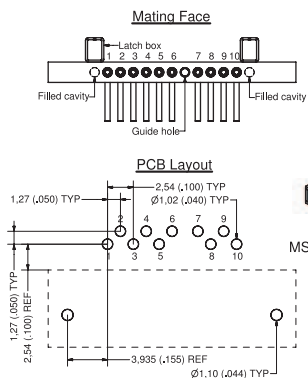 Mating Face
Latch box
1 2 3 4 5 6 7 8 9 10
Filled cavity
Filled cavity
Guide hole
PCB Layout
2,54 (.100) TYP
1,27 (.050) TYP
Ø1,02 (.040) TYP
2 4 6 7 9
1 3 5 8 10
MS
1,27 (.050) TYP
2,54 (.100) REF
3,935 (.155) REF
Ø1.10 (.044) TYP